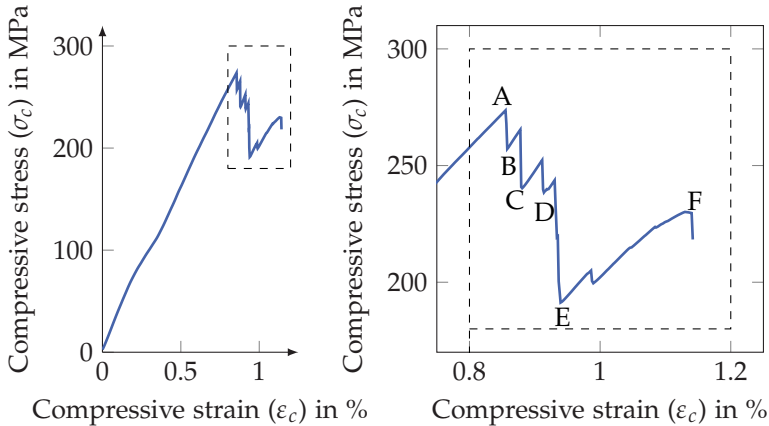 Compressive stress (σc) in MPa
300
200
100
0
0
0.5
1
Compressive strain (εc) in %
Compressive stress (σc) in MPa
300
250
200
A
B
C
D
E
F
0.8
1
1.2
Compressive strain (εc) in %